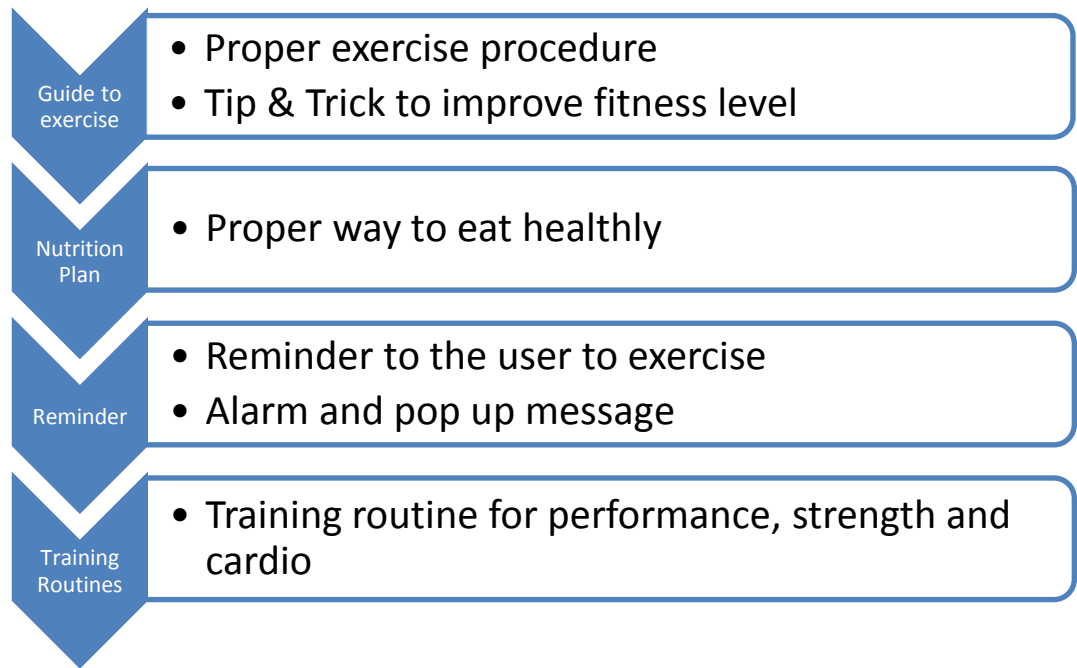 Guide to
exercise
• Proper exercise procedure
• Tip & Trick to improve fitness level
Nutrition
Plan
• Proper way to eat healthly
Reminder
• Reminder to the user to exercise
• Alarm and pop up message
Training
Routines
• Training routine for performance, strength and
cardio